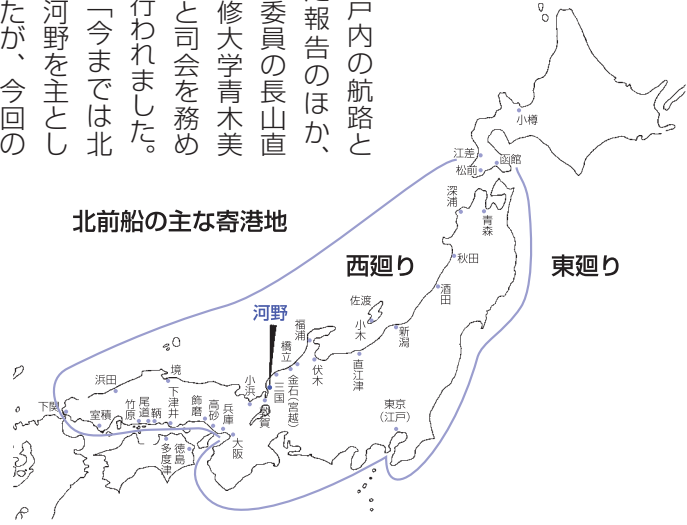 戸内の航路と
報告のほか、
委員の長山直
修大学青木美
と司会を務め
行われました。
「今までは北
河野を主とし
たが、今回の
北前船の主な寄港地
西廻り
東廻り
小樽
江差
函館
松前
深浦
青森
秋田
酒田
佐渡
小木
新潟
直江津
伏木
福浦
橋立
金石(宮越)
河野
三国
敦賀
小浜
境
浜田
下関
室積
竹原
尾道
鞆
下津井
飾磨
高砂
兵庫
大阪
多度津
徳島
東京
(江戸)